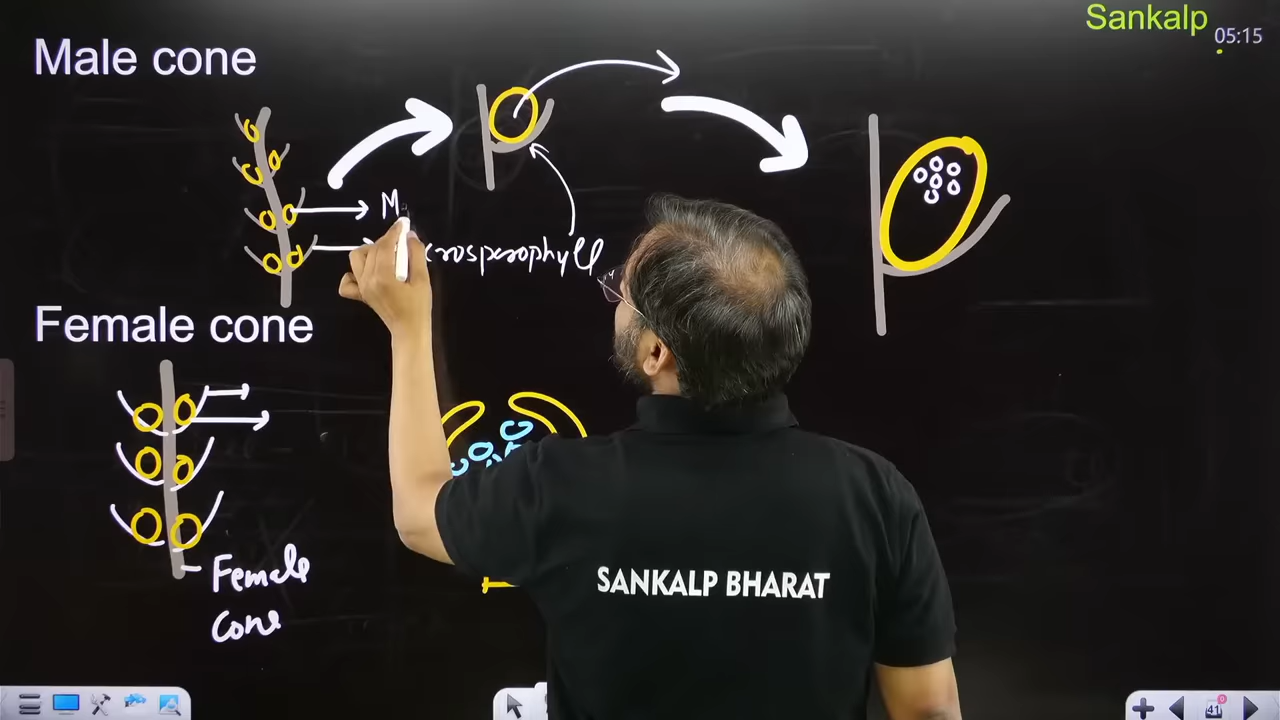 Sankalp
05:15
Male cone
M
crosporophyll
Female cone
Female
cone
SANKALP BHARAT
41